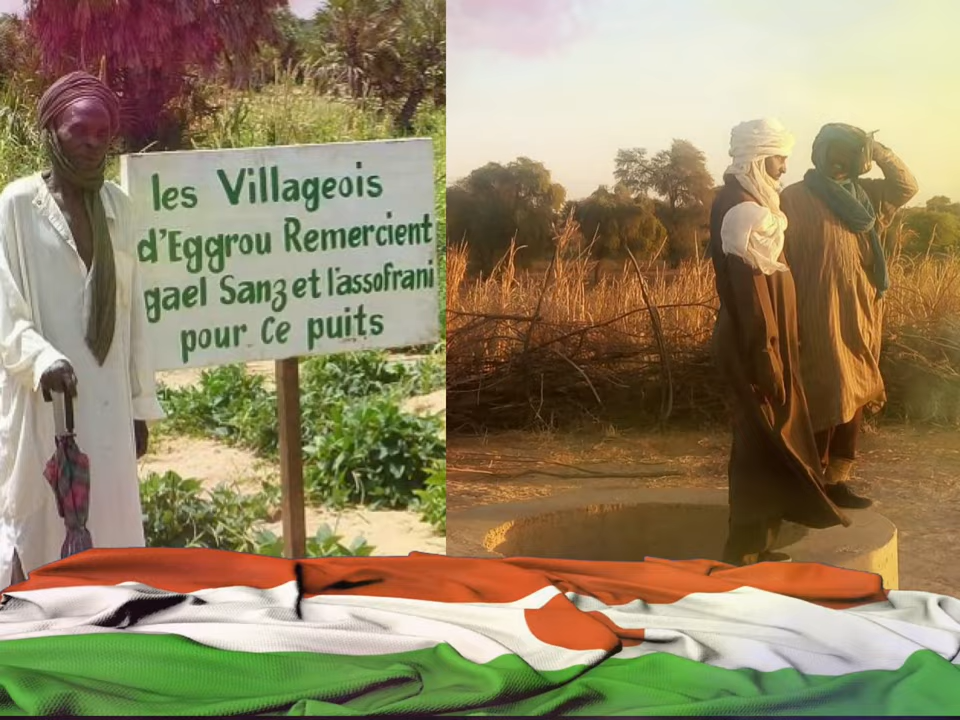 les Villageois
d'Eggrou Remercient
gael Sanz et l'assofrani
pour Ce puits